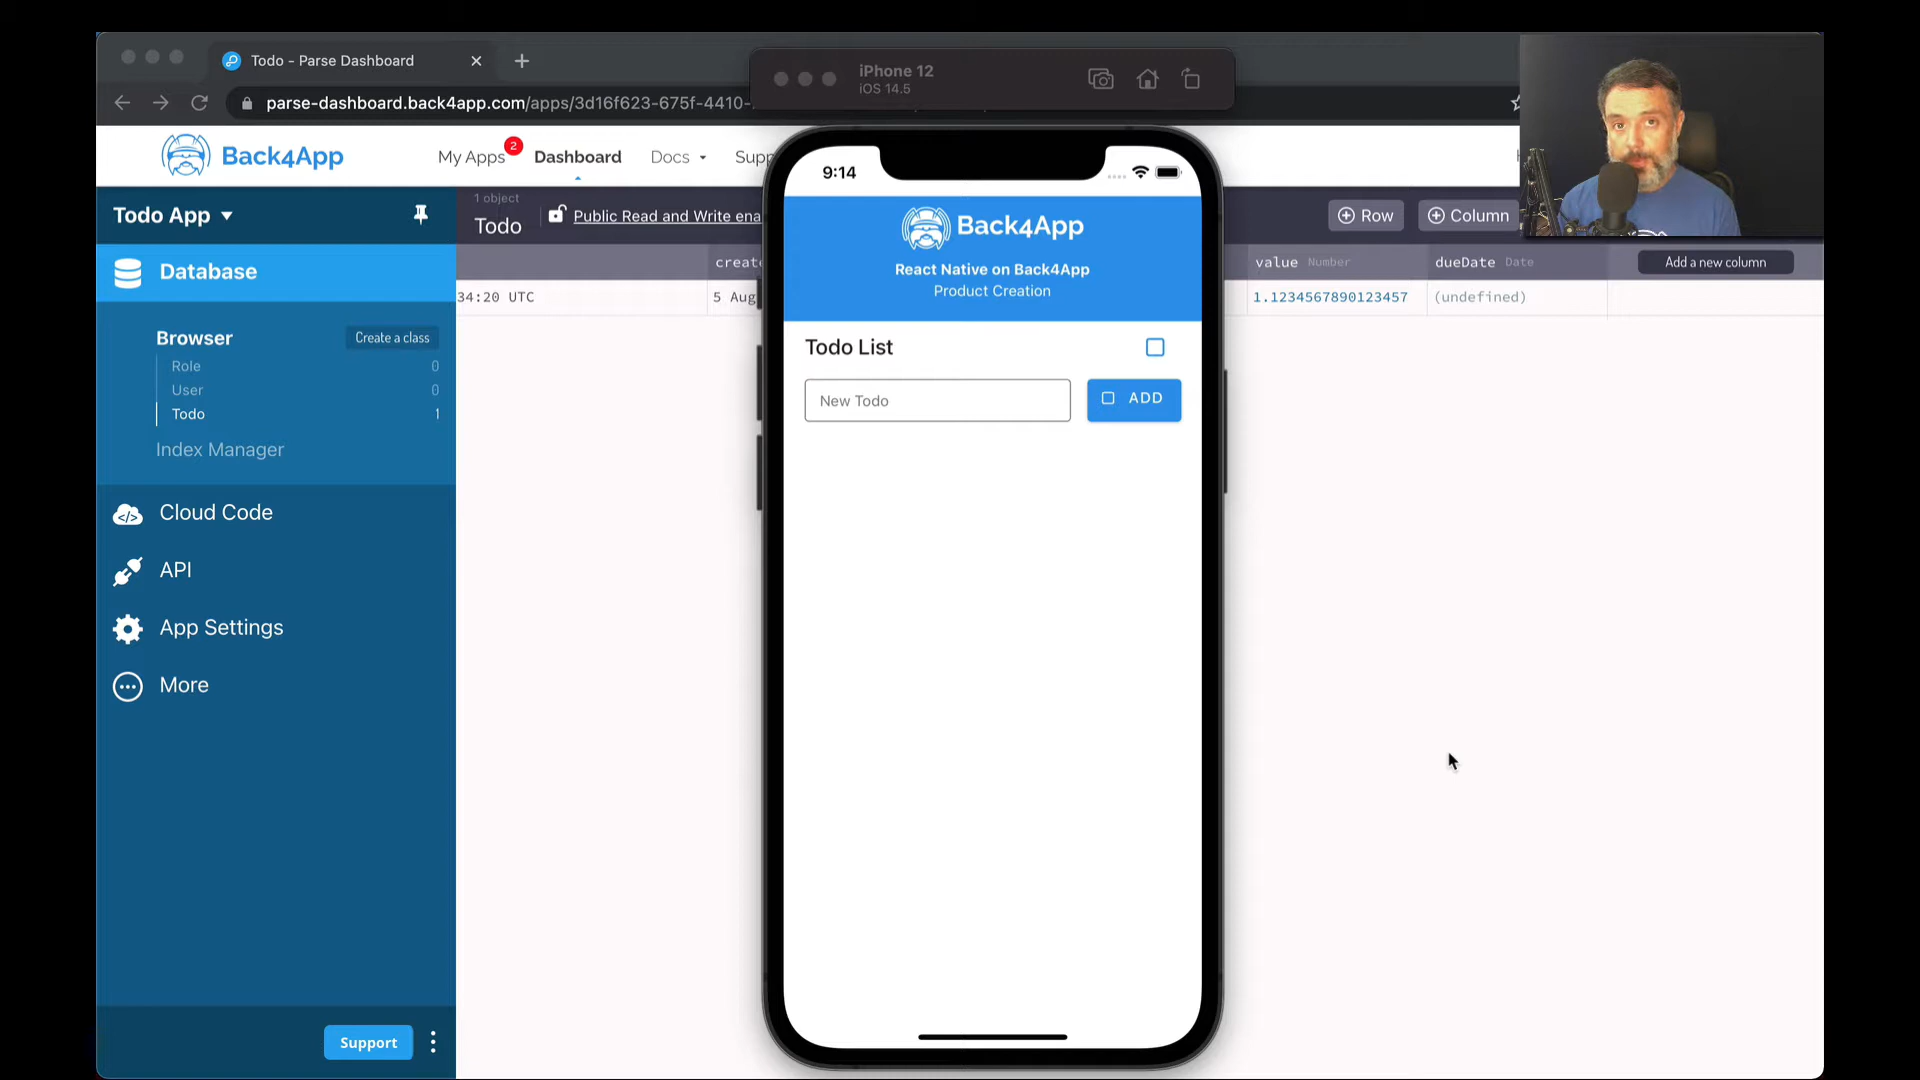 Todo - Parse Dashboard
iPhone 12
iOS 14.5
parse-dashboard.back4app.com/apps/3d16f623-675f-4410-
Back4App
My Apps
2
Dashboard
Docs
Supp
9:14
Todo App
1 object
Todo
Public Read and Write ena
Row
Column
Back4App
React Native on Back4App
Product Creation
Database
create
value Number
dueDate Date
Add a new column
34:20 UTC
5 Aug
1.1234567890123457
(undefined)
Browser
Create a class
Role 0
User 0
Todo 1
Index Manager
Todo List
New Todo
ADD
Cloud Code
API
App Settings
More
Support